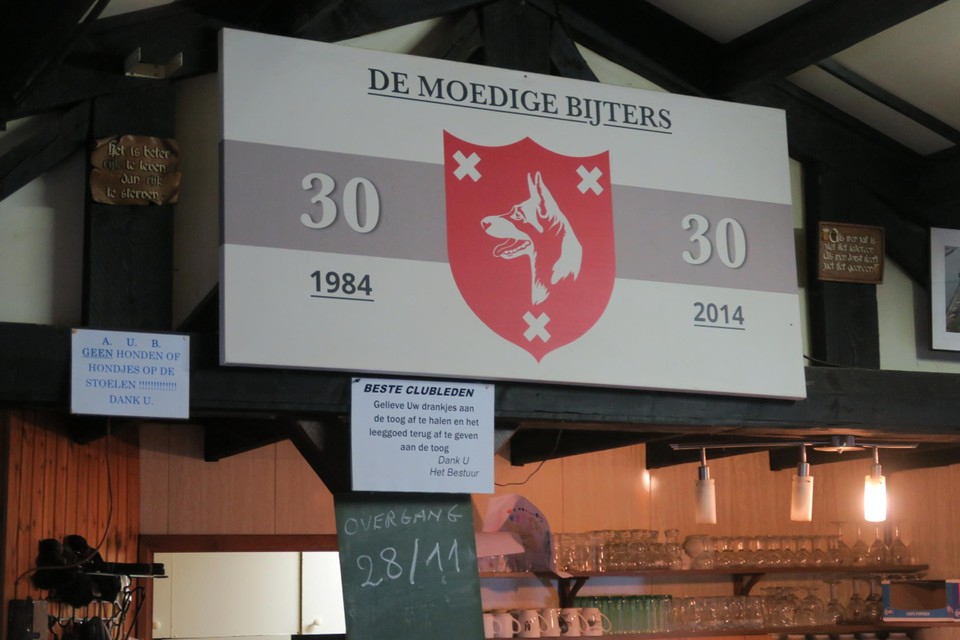 DE MOEDIGE BIJTERS
30
30
1984
2014
Het is beter
rijk te leven
dan rijk
te sterven
A. U. B.
GEEN HONDEN OF
HONDJES OP DE
STOELEN !!!!!!!!!!!!!
DANK U.
BESTE CLUBLEDEN
Gelieve Uw drankjes aan
de toog af te halen en het
leeggoed terug af te geven
aan de toog
Dank U
Het Bestuur
OVERGANG
28/11